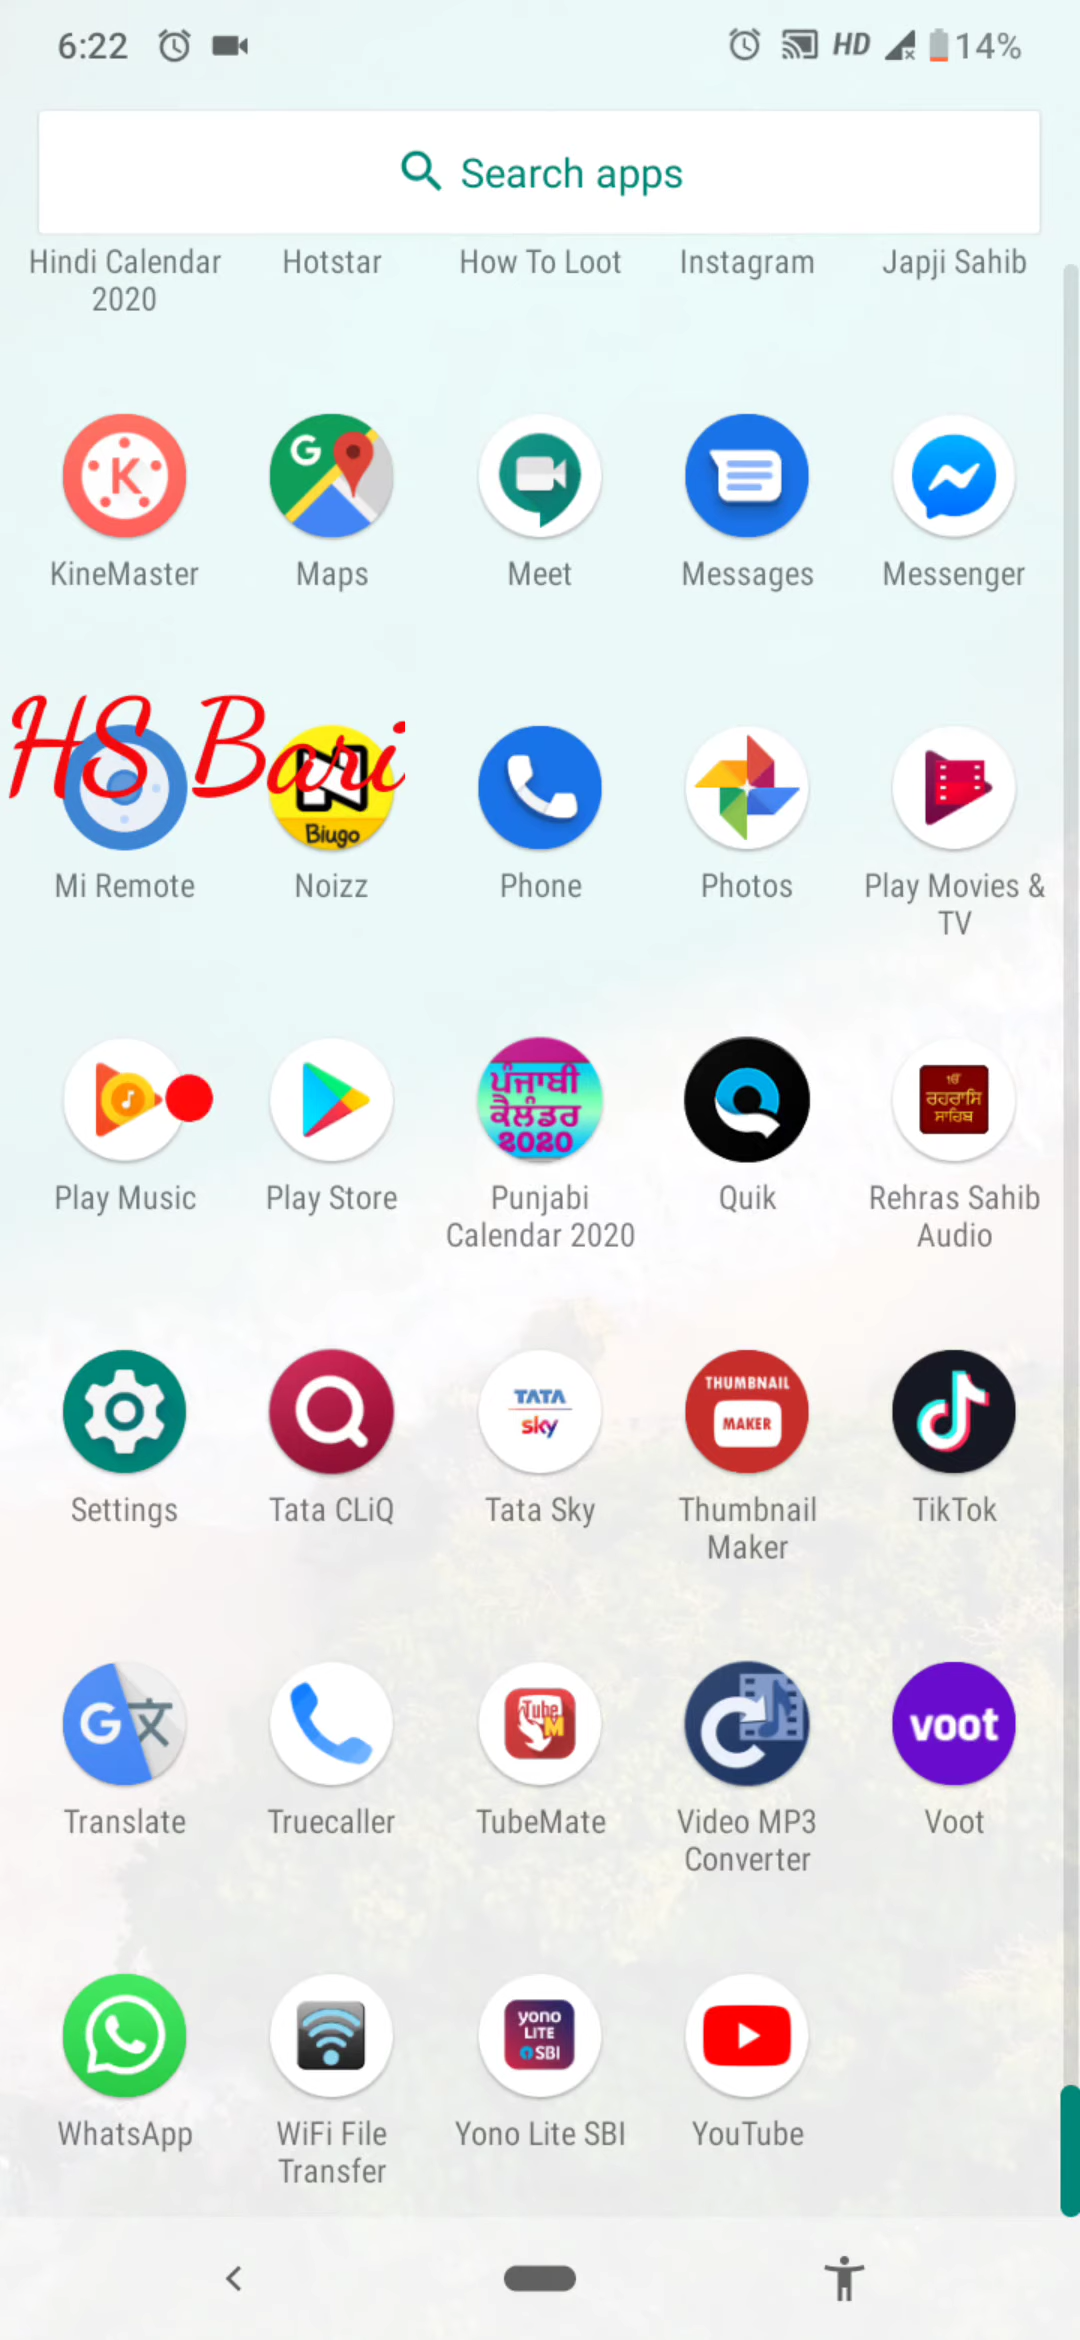 6:22 HD 14%
Search apps
Hindi Calendar 2020 Hotstar How To Loot Instagram Japji Sahib
K G
KineMaster Maps Meet Messages Messenger
HS Bari
N Biugo
Mi Remote Noizz Phone Photos Play Movies & TV
ਪੰਜਾਬੀ ਕੈਲੰਡਰ 2020 ੴ ਰਹਰਾਸਿ ਸਾਹਿਬ
Play Music Play Store Punjabi Calendar 2020 Quik Rehras Sahib Audio
TATA sky THUMBNAIL MAKER
Settings Tata CLiQ Tata Sky Thumbnail Maker TikTok
G 文 Tube M voot
Translate Truecaller TubeMate Video MP3 Converter Voot
yono LITE SBI
WhatsApp WiFi File Transfer Yono Lite SBI YouTube